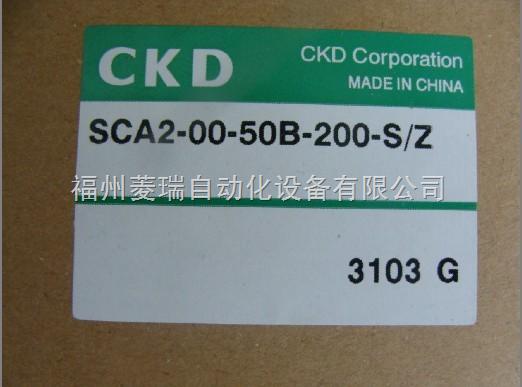 CKD
CKD Corporation
MADE IN CHINA
SCA2-00-50B-200-S/Z
福州菱瑞自动化设备有限公司
3103 G